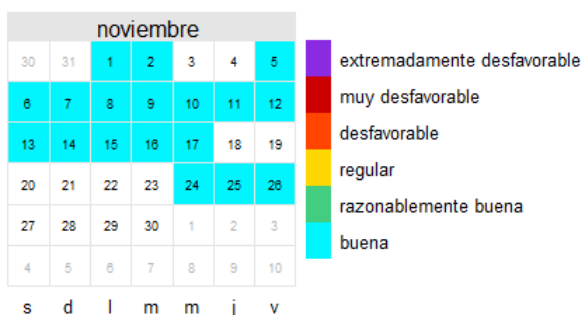 noviembre
30 31 1 2 3 4 5
6 7 8 9 10 11 12
13 14 15 16 17 18 19
20 21 22 23 24 25 26
27 28 29 30 1 2 3
4 5 6 7 8 9 10
s d l m m j v
extremadamente desfavorable
muy desfavorable
desfavorable
regular
razonablemente buena
buena